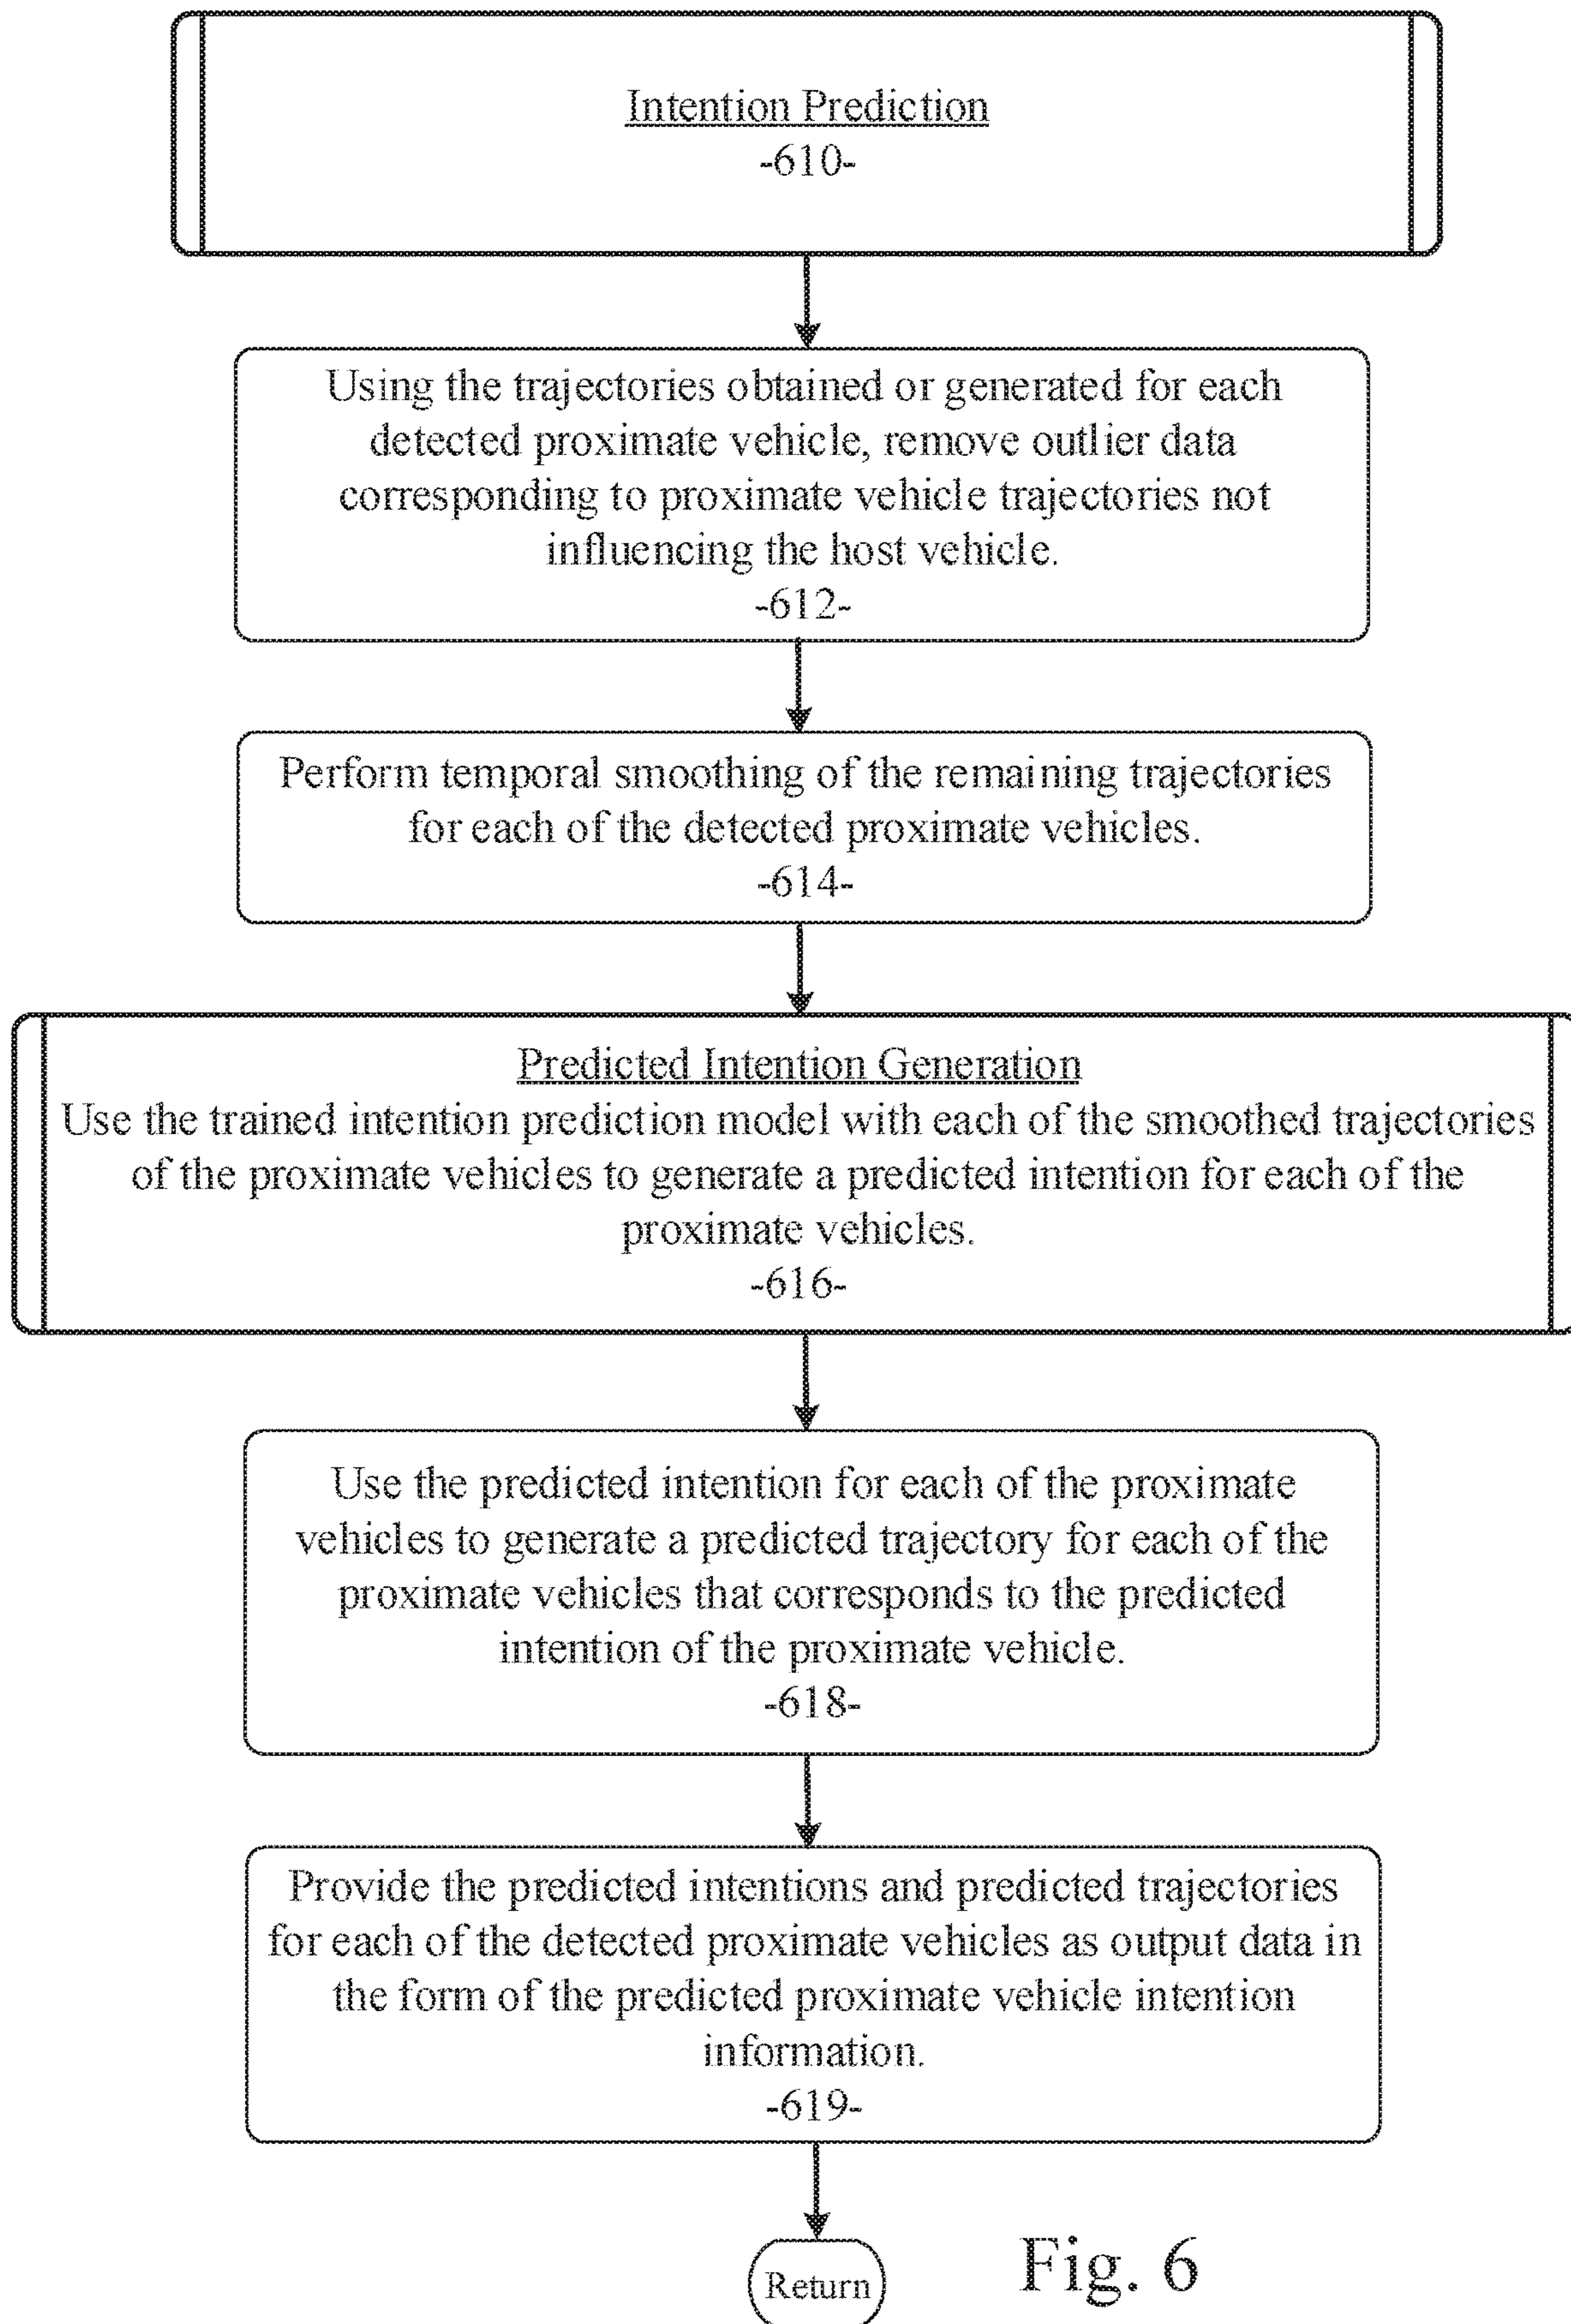 Intention Prediction
-610-
Using the trajectories obtained or generated for each
detected proximate vehicle, remove outlier data
corresponding to proximate vehicle trajectories not
influencing the host vehicle.
-612-
Perform temporal smoothing of the remaining trajectories
for each of the detected proximate vehicles.
-614-
Predicted Intention Generation
Use the trained intention prediction model with each of the smoothed trajectories
of the proximate vehicles to generate a predicted intention for each of the
proximate vehicles.
-616-
Use the predicted intention for each of the proximate
vehicles to generate a predicted trajectory for each of the
proximate vehicles that corresponds to the predicted
intention of the proximate vehicle.
-618-
Provide the predicted intentions and predicted trajectories
for each of the detected proximate vehicles as output data in
the form of the predicted proximate vehicle intention
information.
-619-
Return
Fig. 6